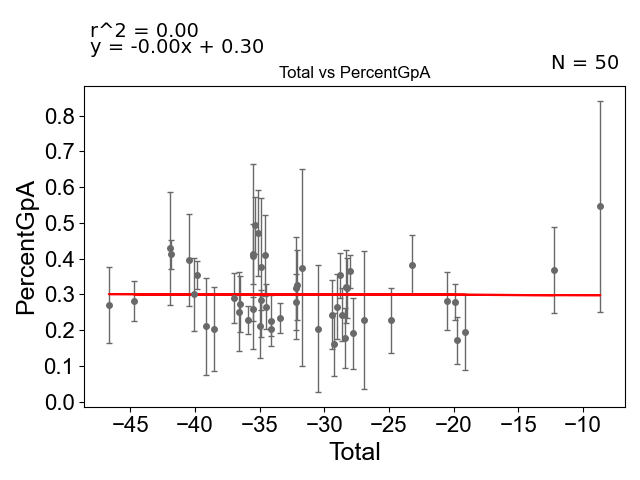 r^2 = 0.00
y = -0.00x + 0.30
N = 50
Total vs PercentGpA
PercentGpA
0.8
0.7
0.6
0.5
0.4
0.3
0.2
0.1
0.0
−45
−40
−35
−30
−25
−20
−15
−10
Total